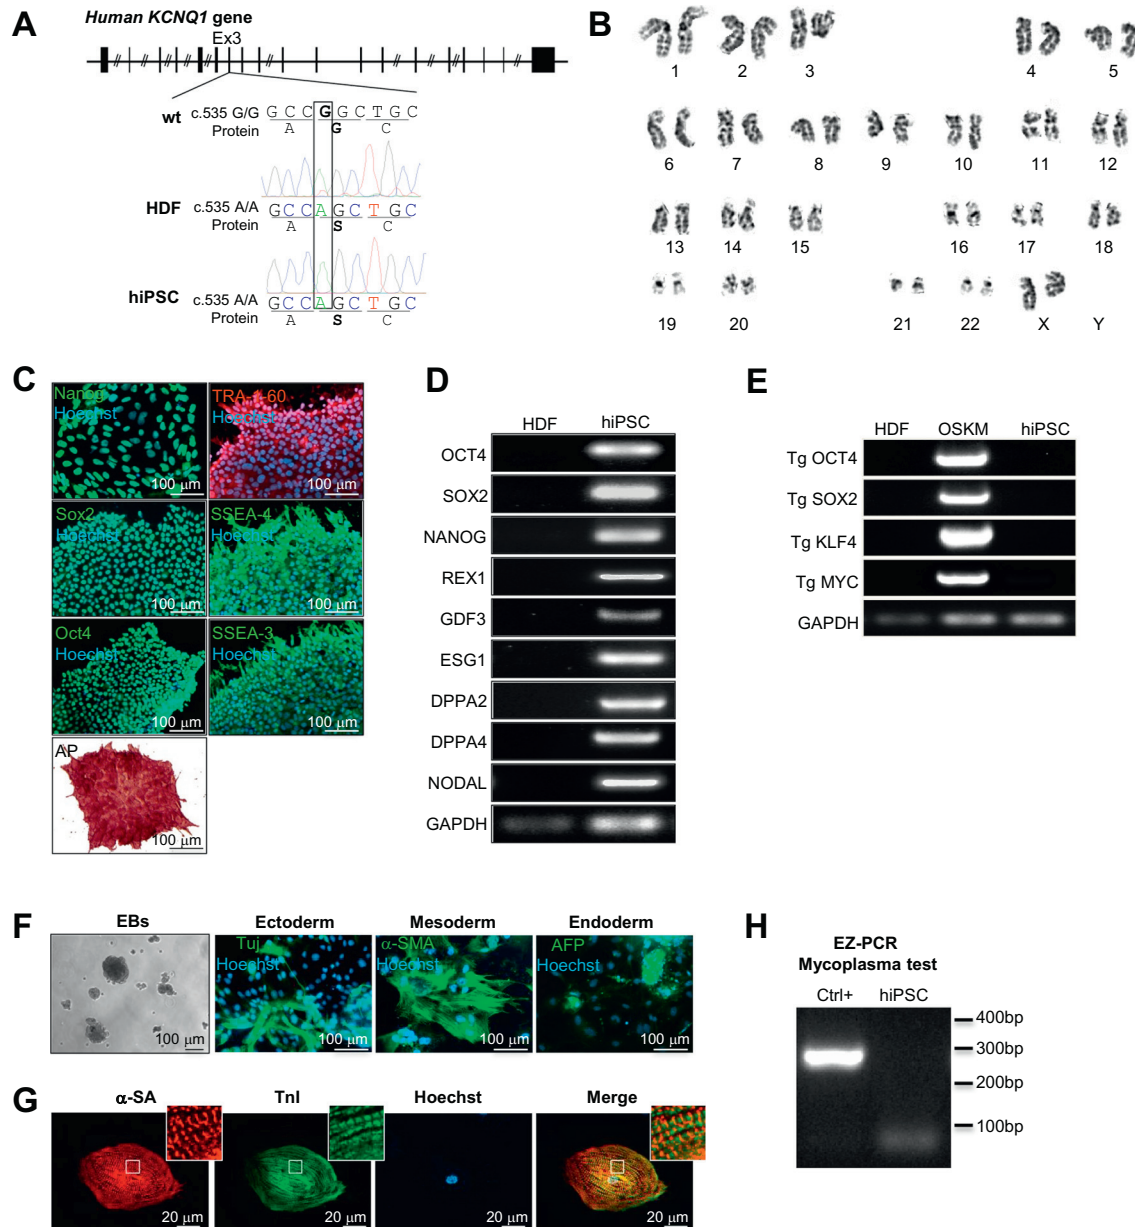 A
Human KCNQ1 gene
Ex3
wt c.535 G/G G C C G G C T G C
Protein A G C
HDF c.535 A/A G C C A G C T G C
Protein A S C
hiPSC c.535 A/A G C C A G C T G C
Protein A S C
B
1 2 3 4 5
6 7 8 9 10 11 12
13 14 15 16 17 18
19 20 21 22 X Y
C
Nanog
Hoechst
100 µm
TRA-1-60
Hoechst
100 µm
Sox2
Hoechst
100 µm
SSEA-4
Hoechst
100 µm
Oct4
Hoechst
100 µm
SSEA-3
Hoechst
100 µm
AP
100 µm
D
HDF hiPSC
OCT4
SOX2
NANOG
REX1
GDF3
ESG1
DPPA2
DPPA4
NODAL
GAPDH
E
HDF OSKM hiPSC
Tg OCT4
Tg SOX2
Tg KLF4
Tg MYC
GAPDH
F
EBs Ectoderm Mesoderm Endoderm
100 µm
Tuj
Hoechst
100 µm
α-SMA
Hoechst
100 µm
AFP
Hoechst
100 µm
G
α-SA TnI Hoechst Merge
20 µm 20 µm 20 µm 20 µm
H
EZ-PCR
Mycoplasma test
Ctrl+ hiPSC
400bp
300bp
200bp
100bp